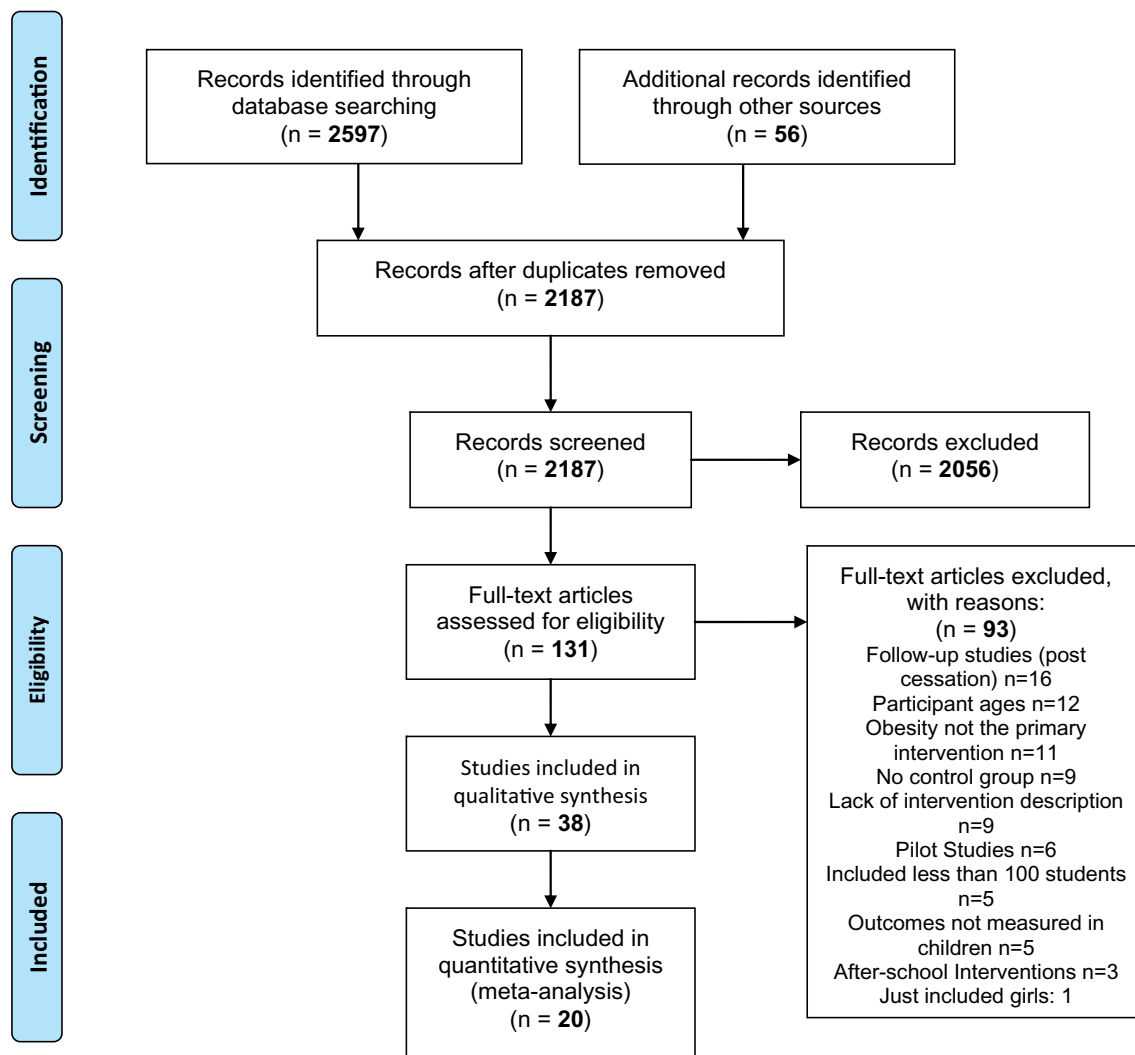 Identification
Records identified through
database searching
(n = 2597)
Additional records identified
through other sources
(n = 56)
Records after duplicates removed
(n = 2187)
Screening
Records screened
(n = 2187)
Records excluded
(n = 2056)
Eligibility
Full-text articles
assessed for eligibility
(n = 131)
Full-text articles excluded,
with reasons:
(n = 93)
Follow-up studies (post
cessation) n=16
Participant ages n=12
Obesity not the primary
intervention n=11
No control group n=9
Lack of intervention description
n=9
Pilot Studies n=6
Included less than 100 students
n=5
Outcomes not measured in
children n=5
After-school Interventions n=3
Just included girls: 1
Studies included in
qualitative synthesis
(n = 38)
Included
Studies included in
quantitative synthesis
(meta-analysis)
(n = 20)